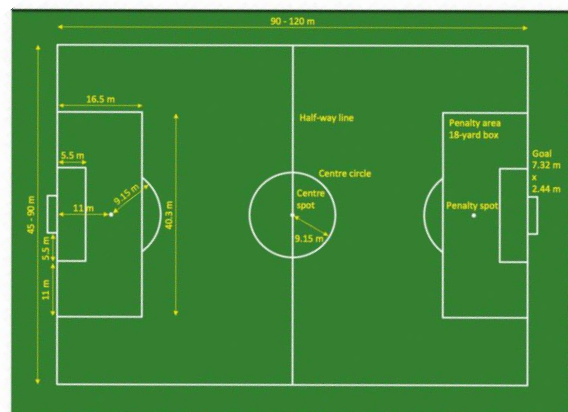 90 - 120 m
16.5 m
Half-way line
Penalty area
18-yard box
5.5 m
Goal
7.32 m
x
2.44 m
9.15 m
Centre circle
Centre
spot
11 m
40.3 m
Penalty spot
45 - 90 m
9.15 m
5.5 m
11 m